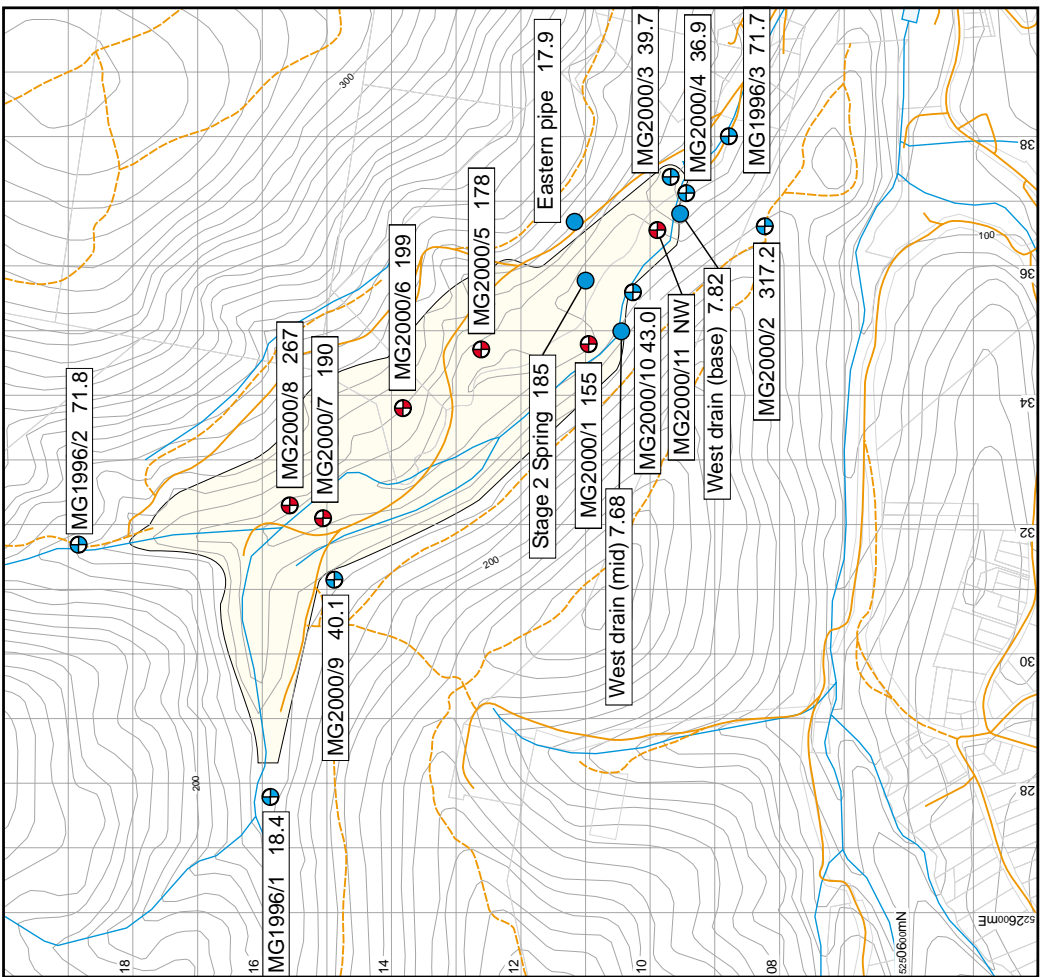 MG1996/2 71.8
MG2000/8 267
MG2000/7 190
MG2000/6 199
MG2000/5 178
Eastern pipe 17.9
MG2000/3 39.7
MG2000/4 36.9
MG1996/3 71.7
MG1996/1 18.4
MG2000/9 40.1
Stage 2 Spring 185
MG2000/1 155
West drain (mid) 7.68
MG2000/10 43.0
MG2000/11 NW
West drain (base) 7.82
MG2000/2 317.2
300
200
200
100
18
16
14
12
10
08
38
36
34
32
30
28
526600mE
5250600mN